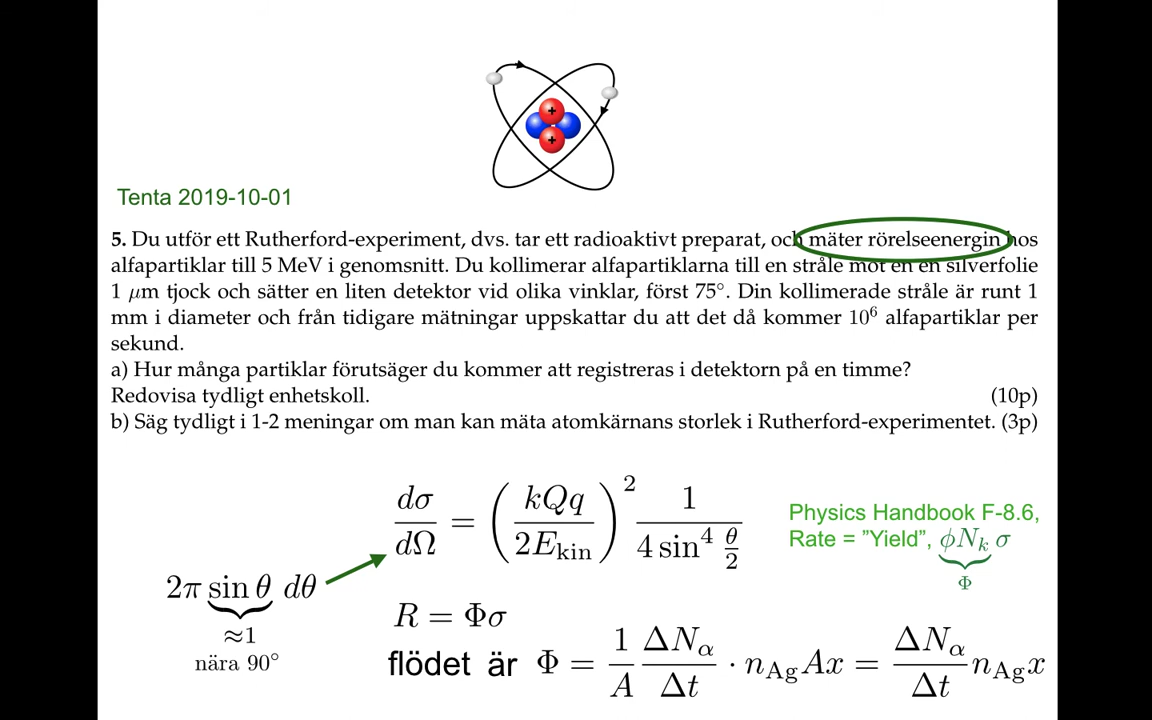 +
+
Tenta 2019-10-01
5. Du utför ett Rutherford-experiment, dvs. tar ett radioaktivt preparat, och mäter rörelseenergin hos
alfapartiklar till 5 MeV i genomsnitt. Du kollimerar alfapartiklarna till en stråle mot en en silverfolie
1 μm tjock och sätter en liten detektor vid olika vinklar, först 75°. Din kollimerade stråle är runt 1
mm i diameter och från tidigare mätningar uppskattar du att det då kommer 10⁶ alfapartiklar per
sekund.
a) Hur många partiklar förutsäger du kommer att registreras i detektorn på en timme?
Redovisa tydligt enhetskoll. (10p)
b) Säg tydligt i 1-2 meningar om man kan mäta atomkärnans storlek i Rutherford-experimentet. (3p)
dσ/dΩ = (kQq/2E_kin)² 1/(4 sin⁴ θ/2)
Physics Handbook F-8.6,
Rate = ”Yield”, ϕN_k σ
Φ
2π sin θ dθ
≈1
nära 90°
R = Φσ
flödet är Φ = 1/A ΔN_α/Δt · n_Ag Ax = ΔN_α/Δt n_Ag x